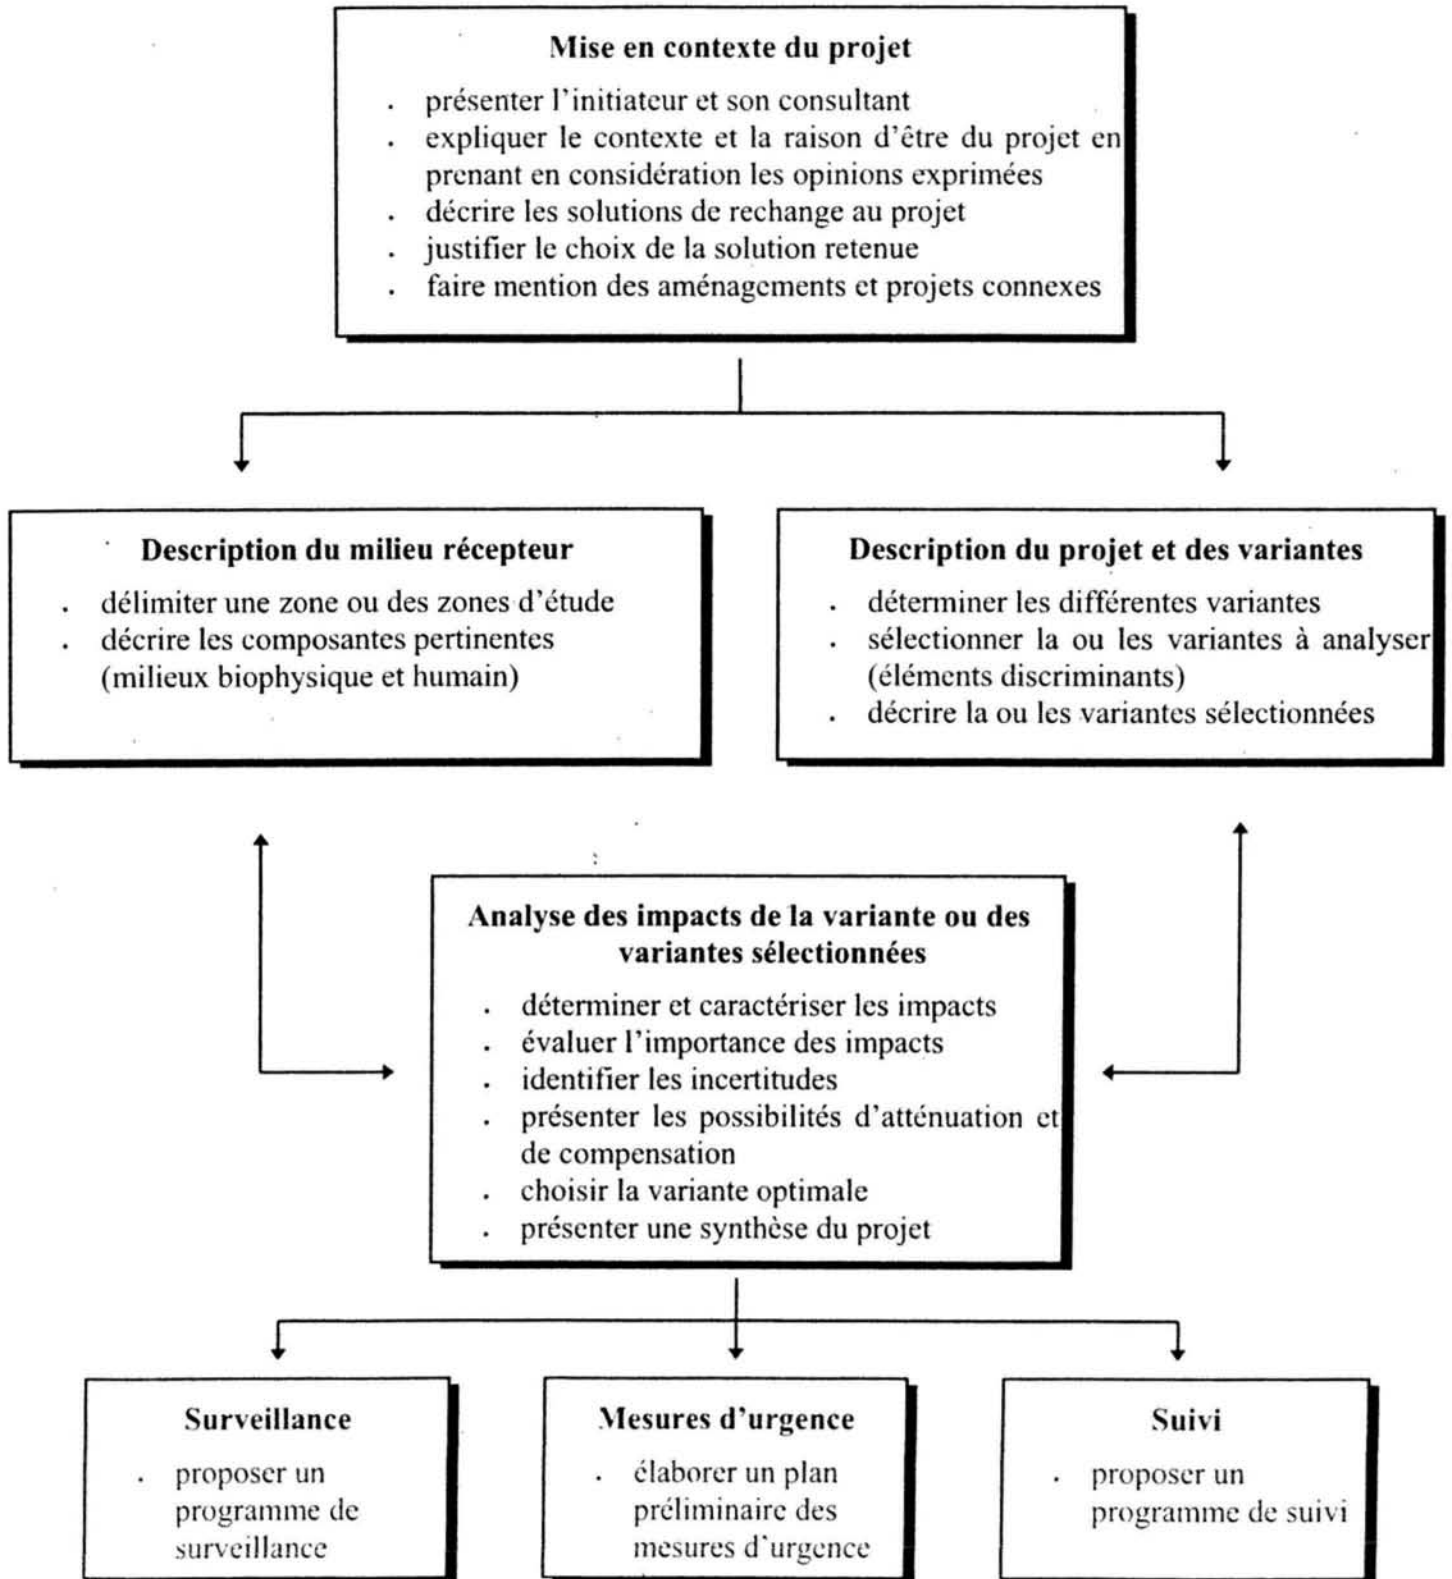 Mise en contexte du projet
. présenter l'initiateur et son consultant
. expliquer le contexte et la raison d'être du projet en
prenant en considération les opinions exprimées
. décrire les solutions de rechange au projet
. justifier le choix de la solution retenue
. faire mention des aménagements et projets connexes
Description du milieu récepteur
. délimiter une zone ou des zones d'étude
. décrire les composantes pertinentes
(milieux biophysique et humain)
Description du projet et des variantes
. déterminer les différentes variantes
. sélectionner la ou les variantes à analyser
(éléments discriminants)
. décrire la ou les variantes sélectionnées
Analyse des impacts de la variante ou des
variantes sélectionnées
. déterminer et caractériser les impacts
. évaluer l'importance des impacts
. identifier les incertitudes
. présenter les possibilités d'atténuation et
de compensation
. choisir la variante optimale
. présenter une synthèse du projet
Surveillance
. proposer un
programme de
surveillance
Mesures d'urgence
. élaborer un plan
préliminaire des
mesures d'urgence
Suivi
. proposer un
programme de suivi